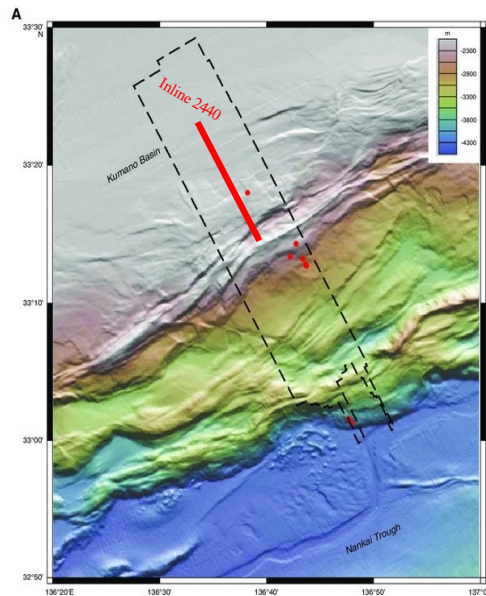 A
33°30'
N
m
-2300
-2800
-3300
-3800
-4300
Inline 2440
Kumano Basin
33°20'
33°10'
33°00'
Nankai Trough
32°50'
136°20'E
136°30'
136°40'
136°50'
137°00'